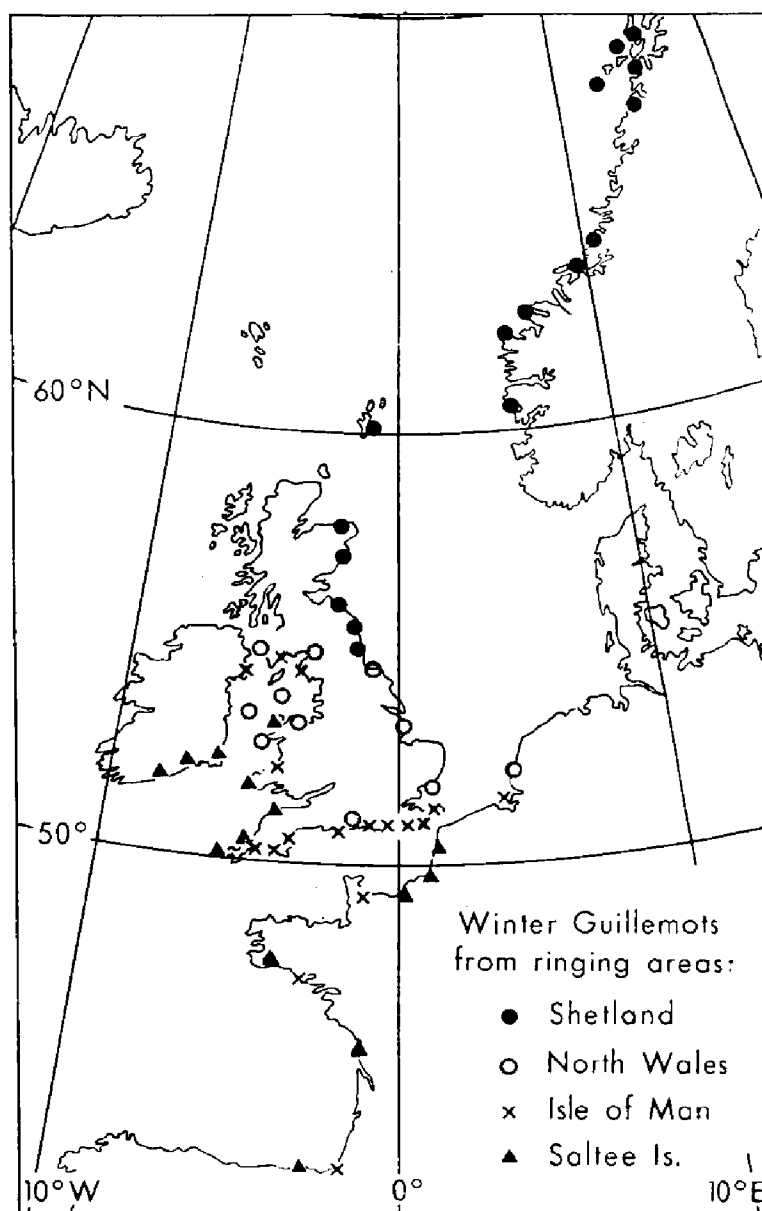 60°N
50°
Winter Guillemots
from ringing areas:
Shetland
North Wales
Isle of Man
Saltee Is.
10°W
0°
10°E